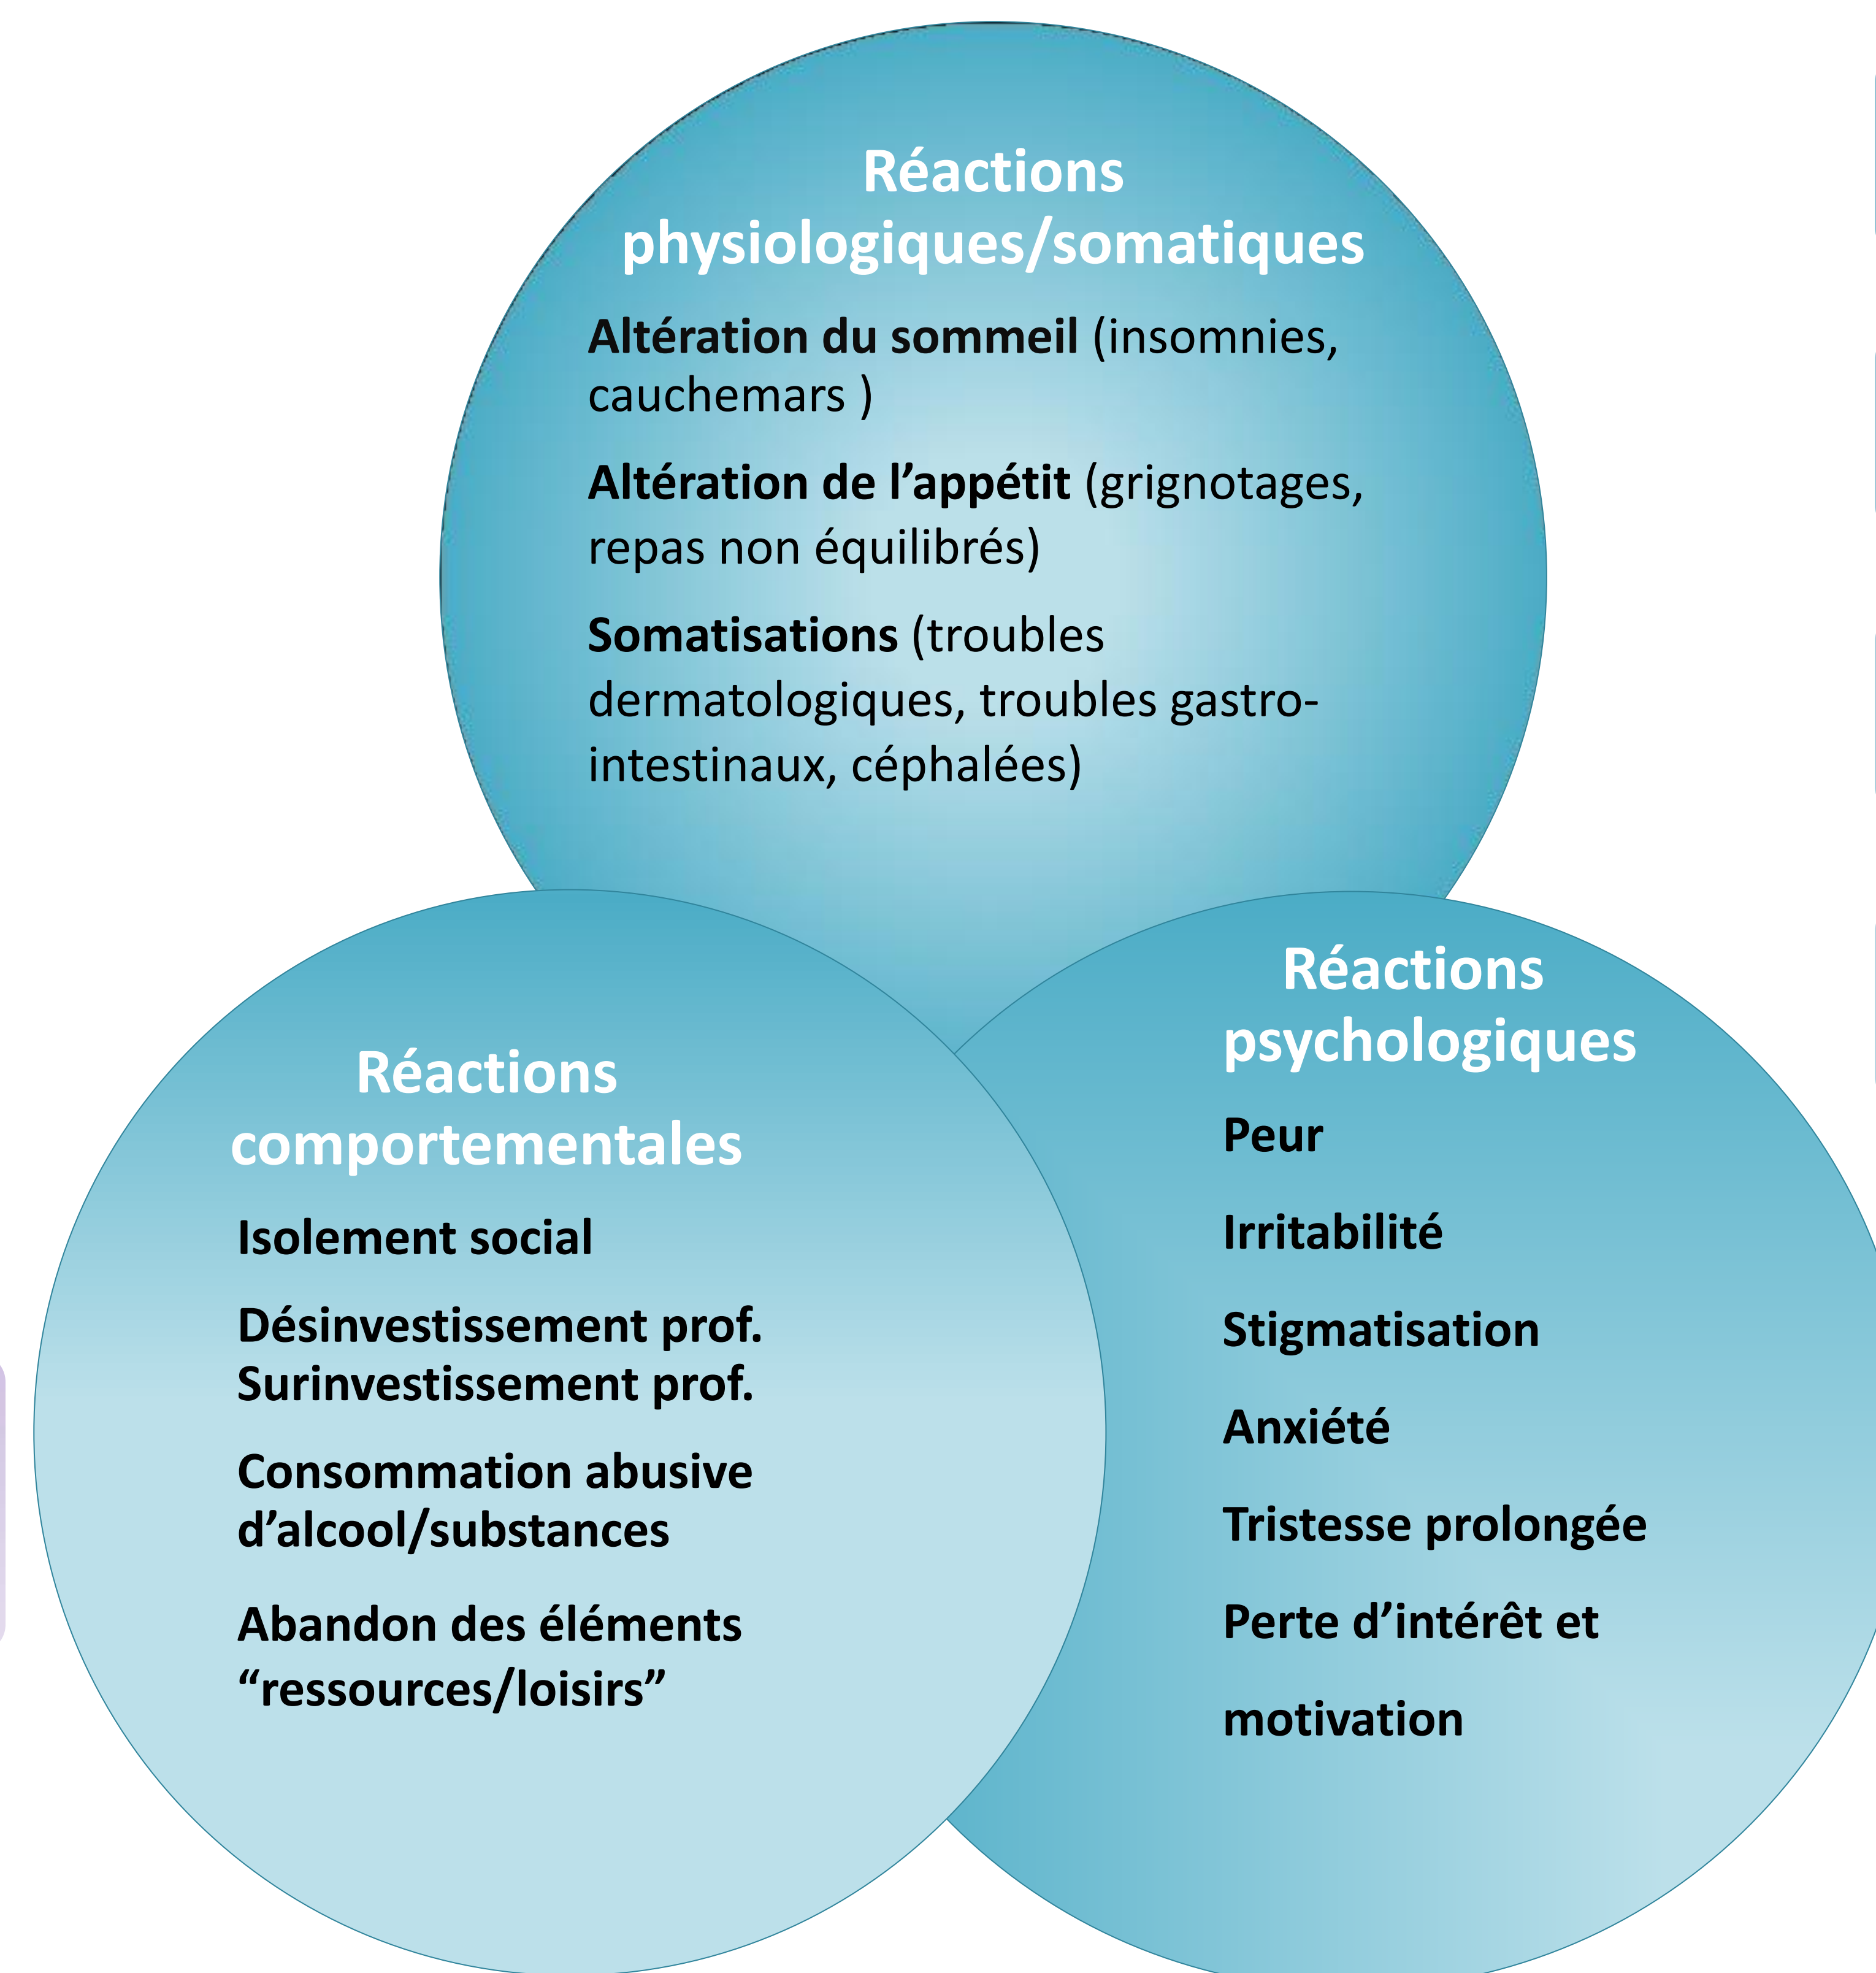 Réactions
physiologiques/somatiques
Altération du sommeil (insomnies,
cauchemars )
Altération de l’appétit (grignotages,
repas non équilibrés)
Somatisations (troubles
dermatologiques, troubles gastro-
intestinaux, céphalées)
Réactions
comportementales
Isolement social
Désinvestissement prof.
Surinvestissement prof.
Consommation abusive
d’alcool/substances
Abandon des éléments
“ressources/loisirs”
Réactions
psychologiques
Peur
Irritabilité
Stigmatisation
Anxiété
Tristesse prolongée
Perte d’intérêt et
motivation